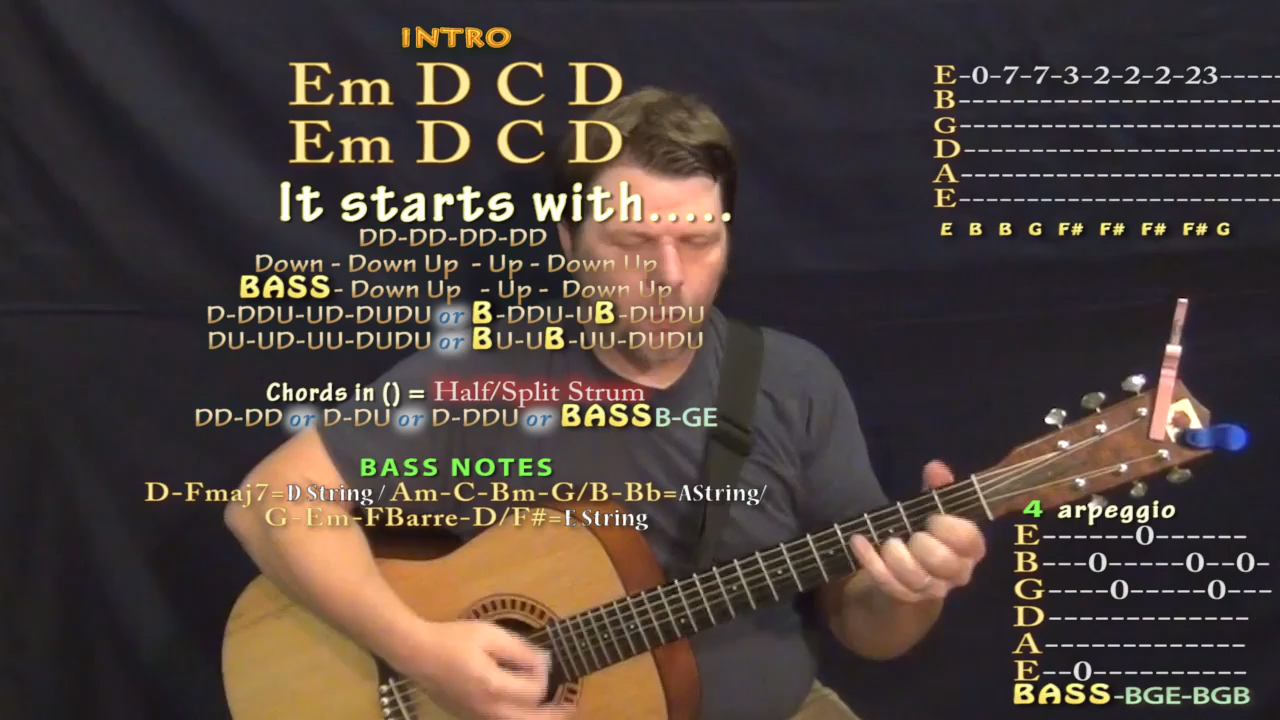 INTRO
Em D C D
Em D C D
It starts with.....
DD-DD-DD-DD
Down - Down Up - Up - Down Up
BASS - Down Up - Up - Down Up
D-DDU-UD-DUDU or B-DDU-UB-DUDU
DU-UD-UU-DUDU or BU-UB-UU-DUDU
Chords in () = Half/Split Strum
DD-DD or D-DU or D-DDU or BASSB-GE
BASS NOTES
D-Fmaj7=D String / Am-C-Bm-G/B-Bb=AString/
G-Em-FBarre-D/F#=E String
E-0-7-7-3-2-2-2-23-----
B------------------------
G------------------------
D------------------------
A------------------------
E------------------------
E B B G F# F# F# F# G
4 arpeggio
E------0------
B---0-----0--0-
G----0-----0---
D-------------
A-------------
E--0----------
BASS-BGE-BGB